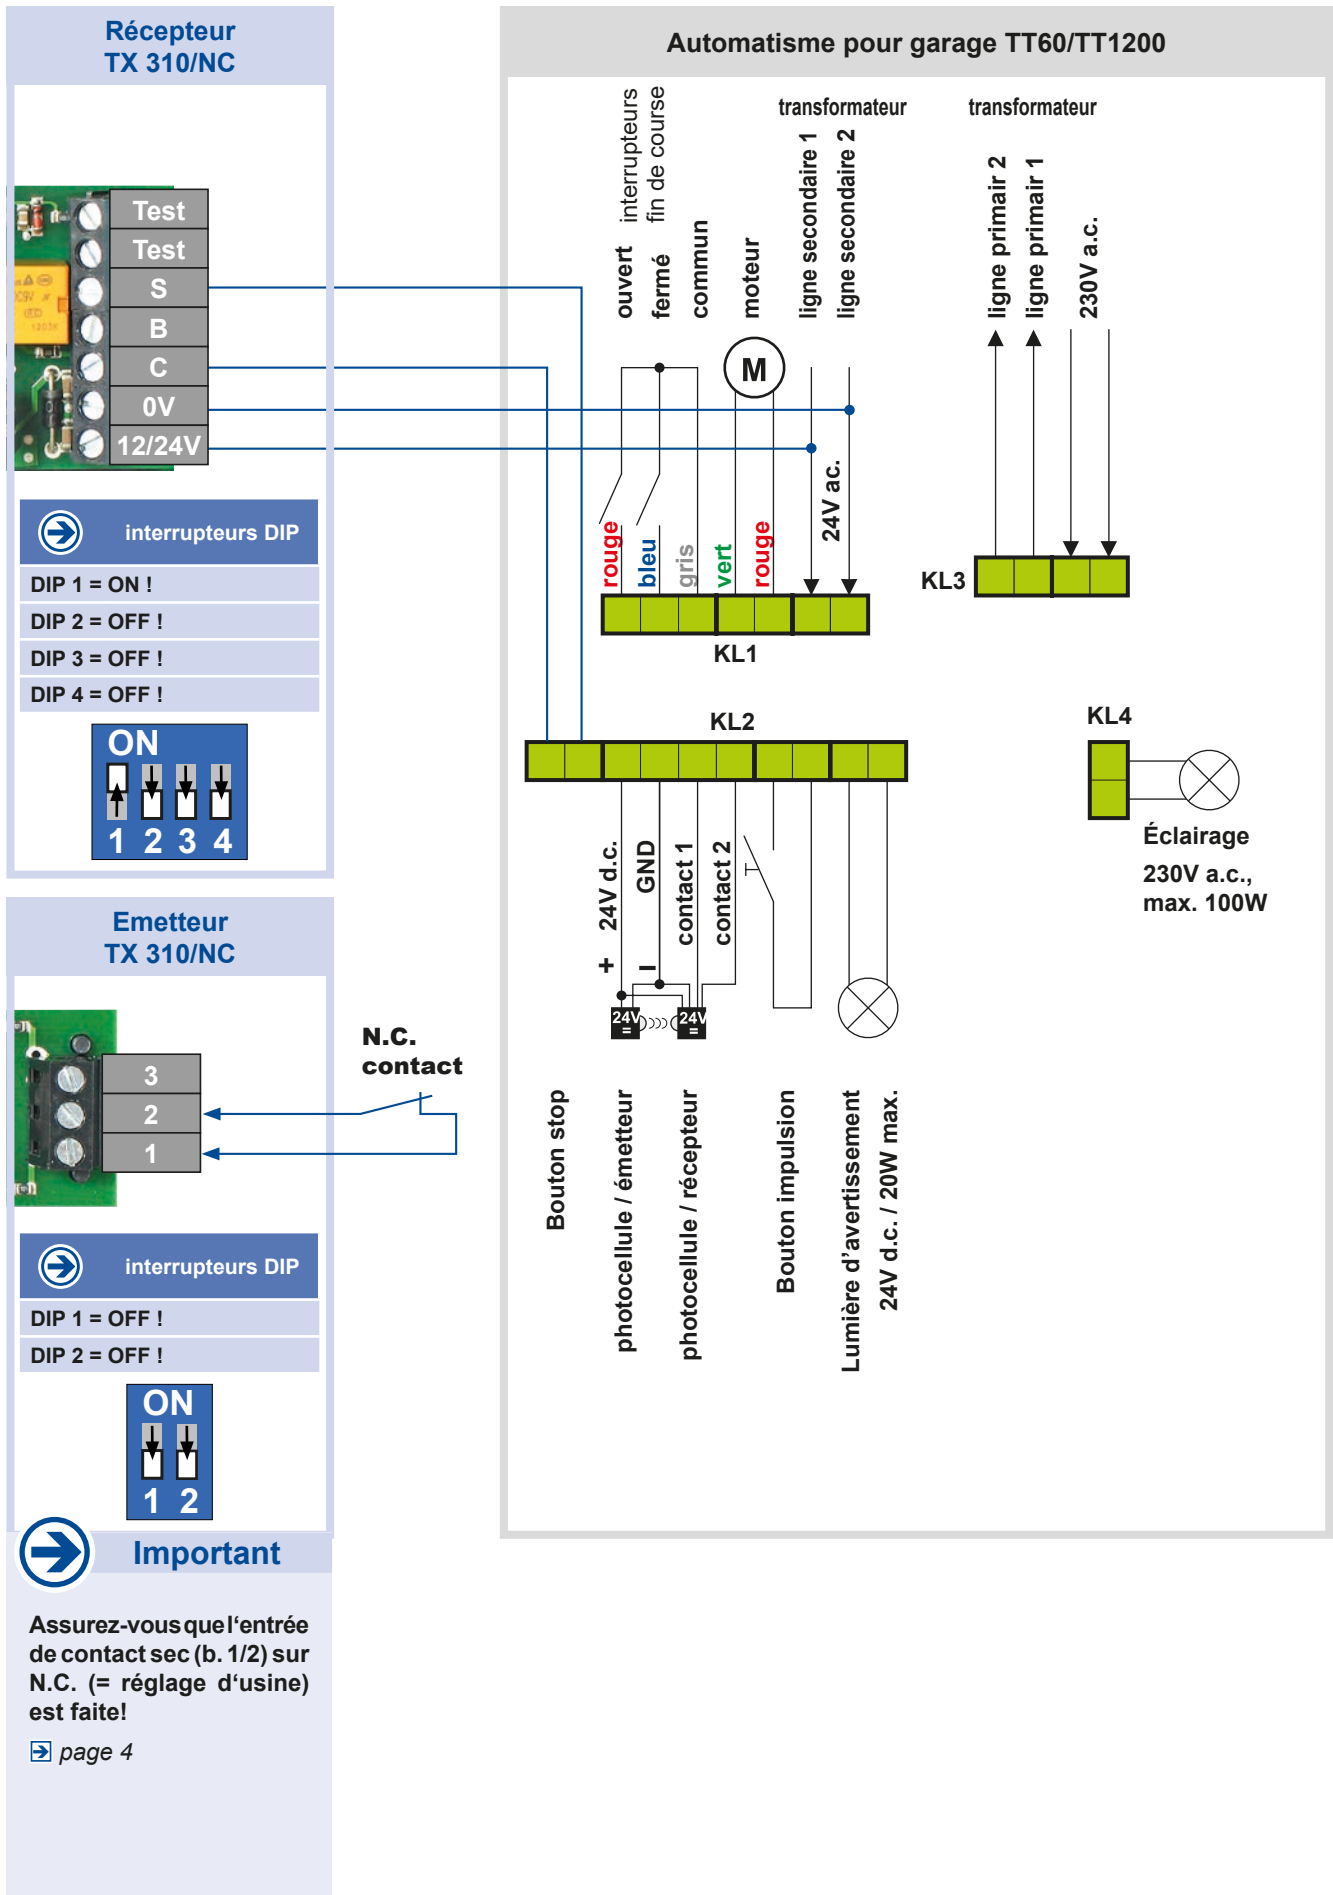 Récepteur
TX 310/NC
Test
Test
S
B
C
0V
12/24V
interrupteurs DIP
DIP 1 = ON !
DIP 2 = OFF !
DIP 3 = OFF !
DIP 4 = OFF !
ON
1 2 3 4
Emetteur
TX 310/NC
3
2
1
N.C.
contact
interrupteurs DIP
DIP 1 = OFF !
DIP 2 = OFF !
ON
1 2
Important
Assurez-vous que l‘entrée
de contact sec (b. 1/2) sur
N.C. (= réglage d‘usine)
est faite!
page 4
Automatisme pour garage TT60/TT1200
interrupteurs
fin de course
ouvert
fermé
commun
moteur
transformateur
ligne secondaire 1
ligne secondaire 2
transformateur
ligne primair 2
ligne primair 1
230V a.c.
M
24V ac.
rouge
bleu
gris
vert
rouge
KL1
KL3
KL2
KL4
Éclairage
230V a.c.,
max. 100W
24V d.c.
GND
contact 1
contact 2
+
–
24V
=
24V
=
Bouton stop
photocellule / émetteur
photocellule / récepteur
Bouton impulsion
Lumière d’avertissement
24V d.c. / 20W max.